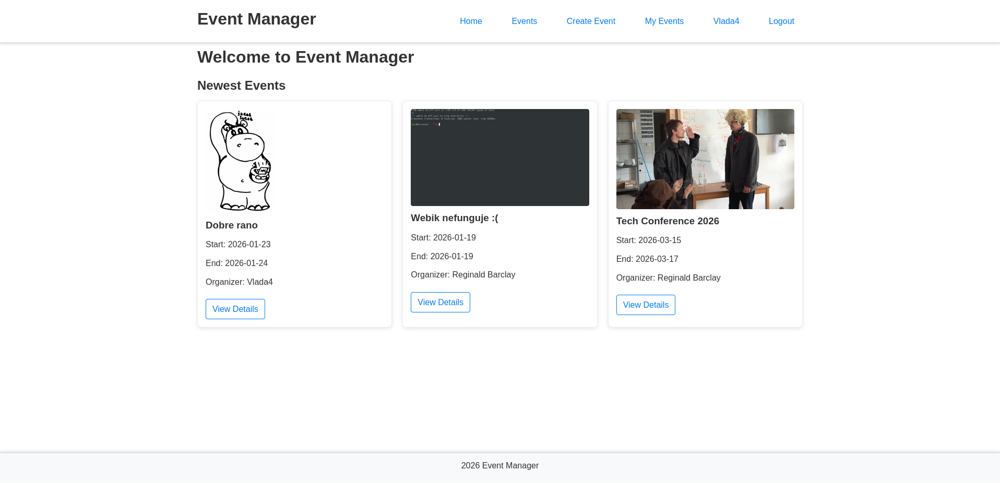 Event Manager
Home
Events
Create Event
My Events
Vlada4
Logout
Welcome to Event Manager
Newest Events
Dobre rano
Start: 2026-01-23
End: 2026-01-24
Organizer: Vlada4
View Details
Webik nefunguje :(
Start: 2026-01-19
End: 2026-01-19
Organizer: Reginald Barclay
View Details
Tech Conference 2026
Start: 2026-03-15
End: 2026-03-17
Organizer: Reginald Barclay
View Details
2026 Event Manager